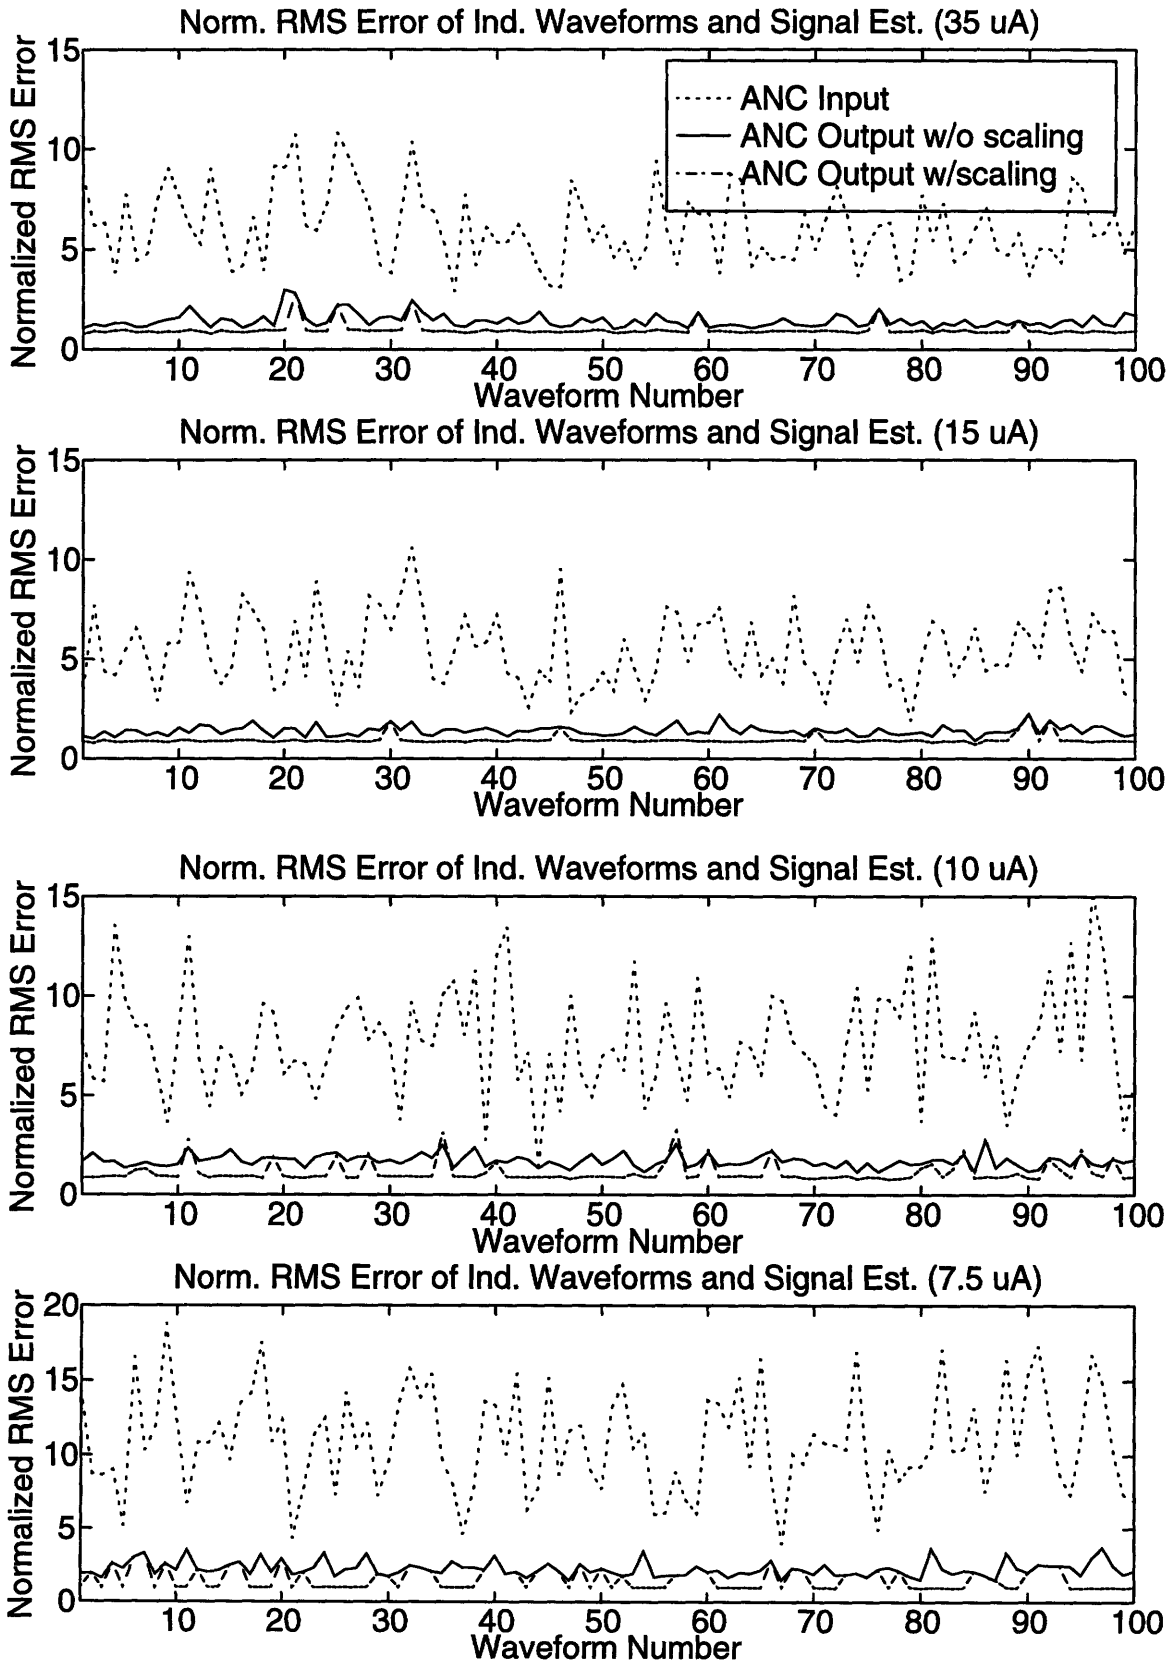 Norm. RMS Error of Ind. Waveforms and Signal Est. (35 uA)
Normalized RMS Error
15
10
5
0
ANC Input
ANC Output w/o scaling
ANC Output w/scaling
10 20 30 40 50 60 70 80 90 100
Waveform Number
Norm. RMS Error of Ind. Waveforms and Signal Est. (15 uA)
Normalized RMS Error
15
10
5
0
10 20 30 40 50 60 70 80 90 100
Waveform Number
Norm. RMS Error of Ind. Waveforms and Signal Est. (10 uA)
Normalized RMS Error
15
10
5
0
10 20 30 40 50 60 70 80 90 100
Waveform Number
Norm. RMS Error of Ind. Waveforms and Signal Est. (7.5 uA)
Normalized RMS Error
20
15
10
5
0
10 20 30 40 50 60 70 80 90 100
Waveform Number